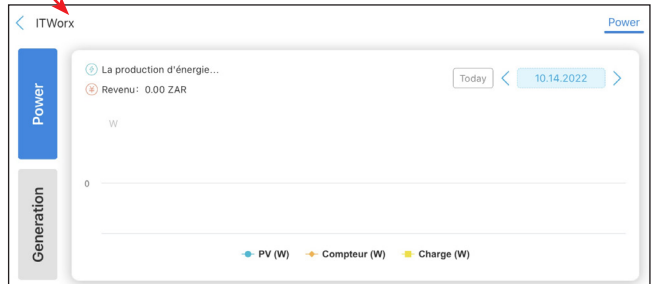 ITWorx
Power
Power
Generation
La production d'énergie...
Revenu: 0.00 ZAR
Today
10.14.2022
W
0
PV (W) Compteur (W) Charge (W)